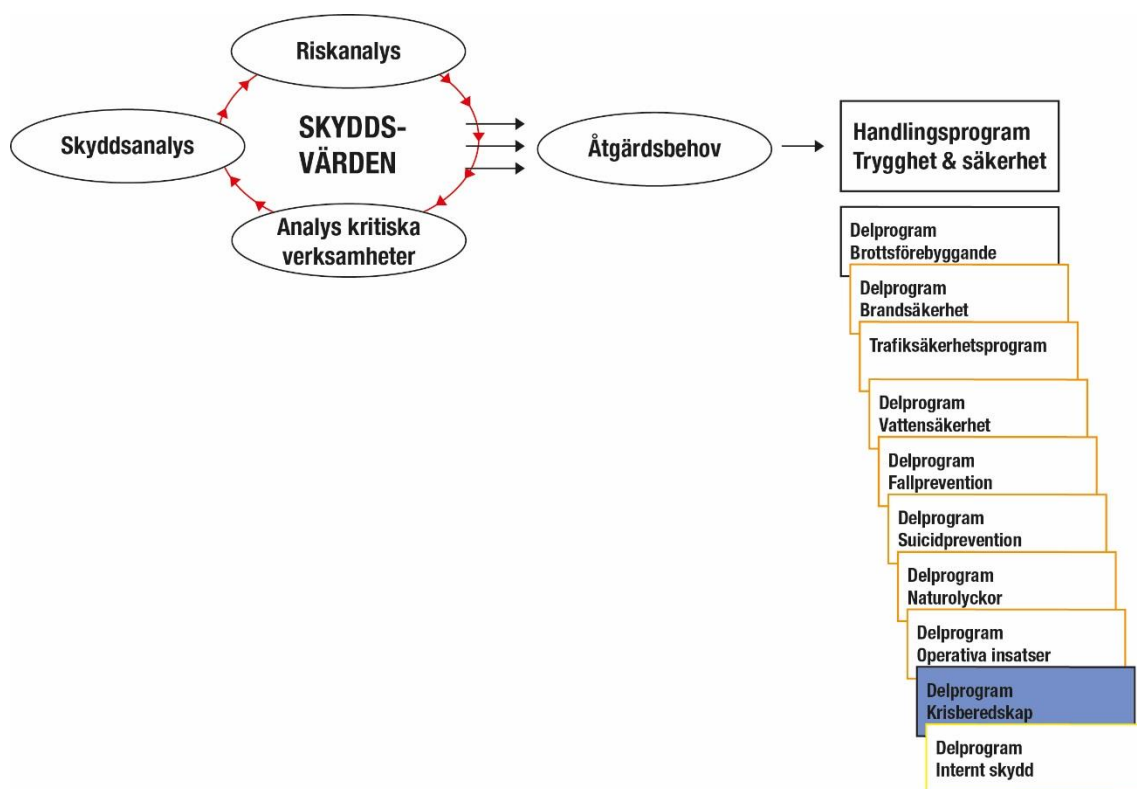 Riskanalys
Skyddsanalys
SKYDDS-
VÄRDEN
Analys kritiska
verksamheter
Åtgärdsbehov
Handlingsprogram
Trygghet & säkerhet
Delprogram
Brottsförebyggande
Delprogram
Brandsäkerhet
Trafiksäkerhetsprogram
Delprogram
Vattensäkerhet
Delprogram
Fallprevention
Delprogram
Suicidprevention
Delprogram
Naturolyckor
Delprogram
Operativa insatser
Delprogram
Krisberedskap
Delprogram
Internt skydd